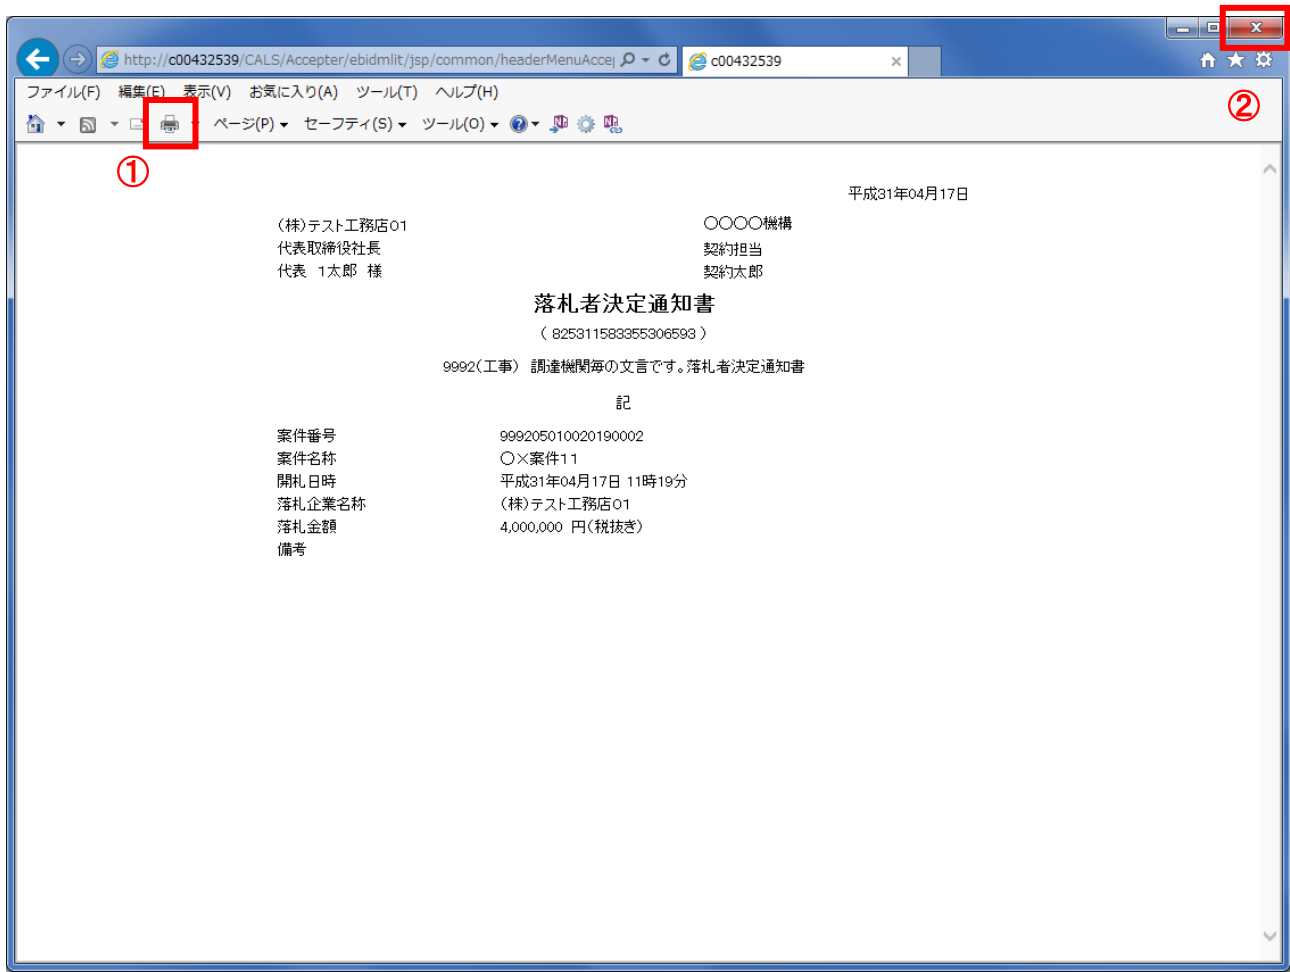 http://c00432539/CALS/Accepter/ebidmlit/jsp/common/headerMenuAccep
c00432539
ファイル(F) 編集(E) 表示(V) お気に入り(A) ツール(T) ヘルプ(H)
②
ページ(P) セーフティ(S) ツール(O)
①
平成31年04月17日
(株)テスト工務店01
〇〇〇〇機構
代表取締役社長
契約担当
代表 1太郎 様
契約太郎
落札者決定通知書
( 825311583355306593 )
9992(工事) 調達機関毎の文言です。落札者決定通知書
記
案件番号 999205010020190002
案件名称 〇×案件11
開札日時 平成31年04月17日 11時19分
落札企業名称 (株)テスト工務店01
落札金額 4,000,000 円(税抜き)
備考